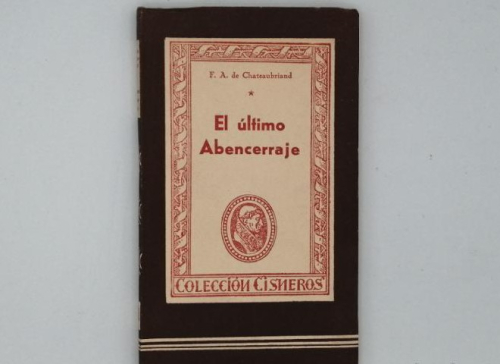 F. A. de Chateaubriand
El último
Abencerraje
COLECCIÓN CISNEROS